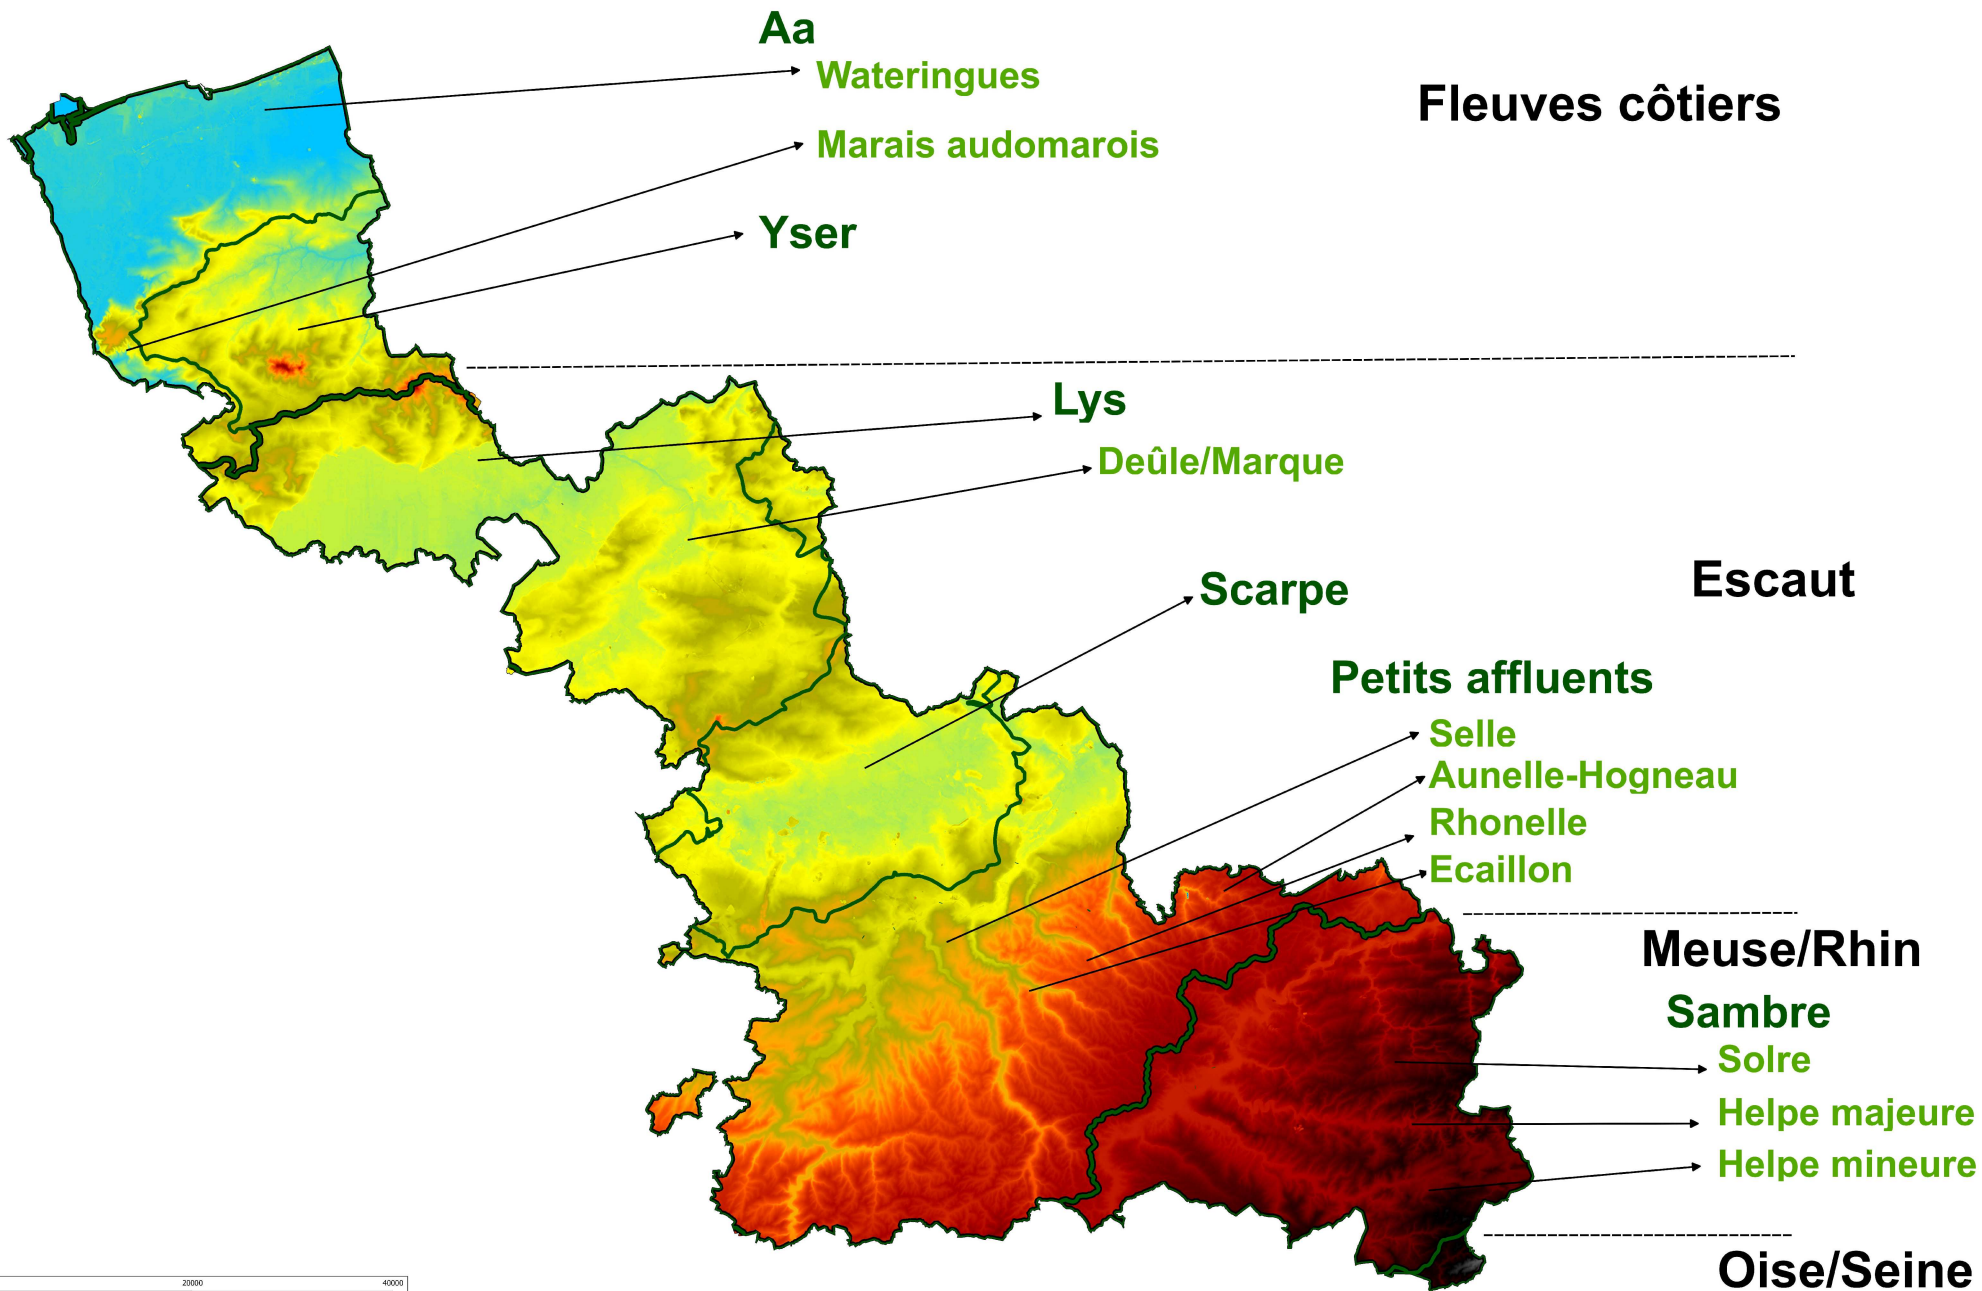 Aa
Wateringues
Fleuves côtiers
Marais audomarois
Yser
Lys
Deûle/Marque
Escaut
Scarpe
Petits affluents
Selle
Aunelle-Hogneau
Rhonelle
Ecaillon
Meuse/Rhin
Sambre
Solre
Helpe majeure
Helpe mineure
Oise/Seine
20000
40000